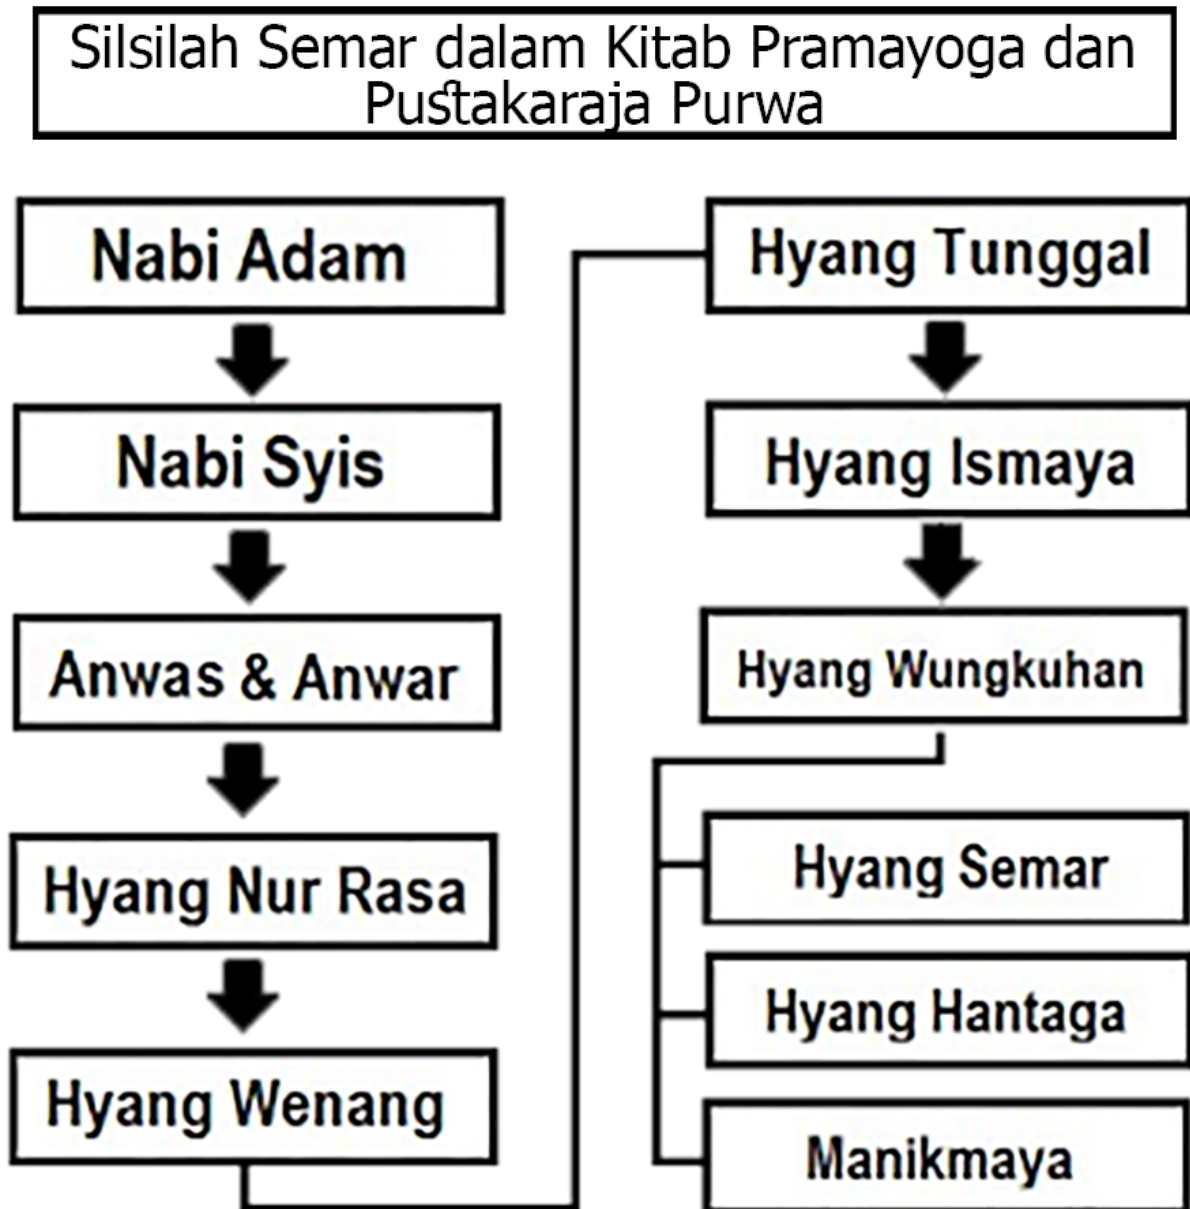 Silsilah Semar dalam Kitab Pramayoga dan
Pustakaraja Purwa
Nabi Adam
Nabi Syis
Anwas & Anwar
Hyang Nur Rasa
Hyang Wenang
Hyang Tunggal
Hyang Ismaya
Hyang Wungkuhan
Hyang Semar
Hyang Hantaga
Manikmaya